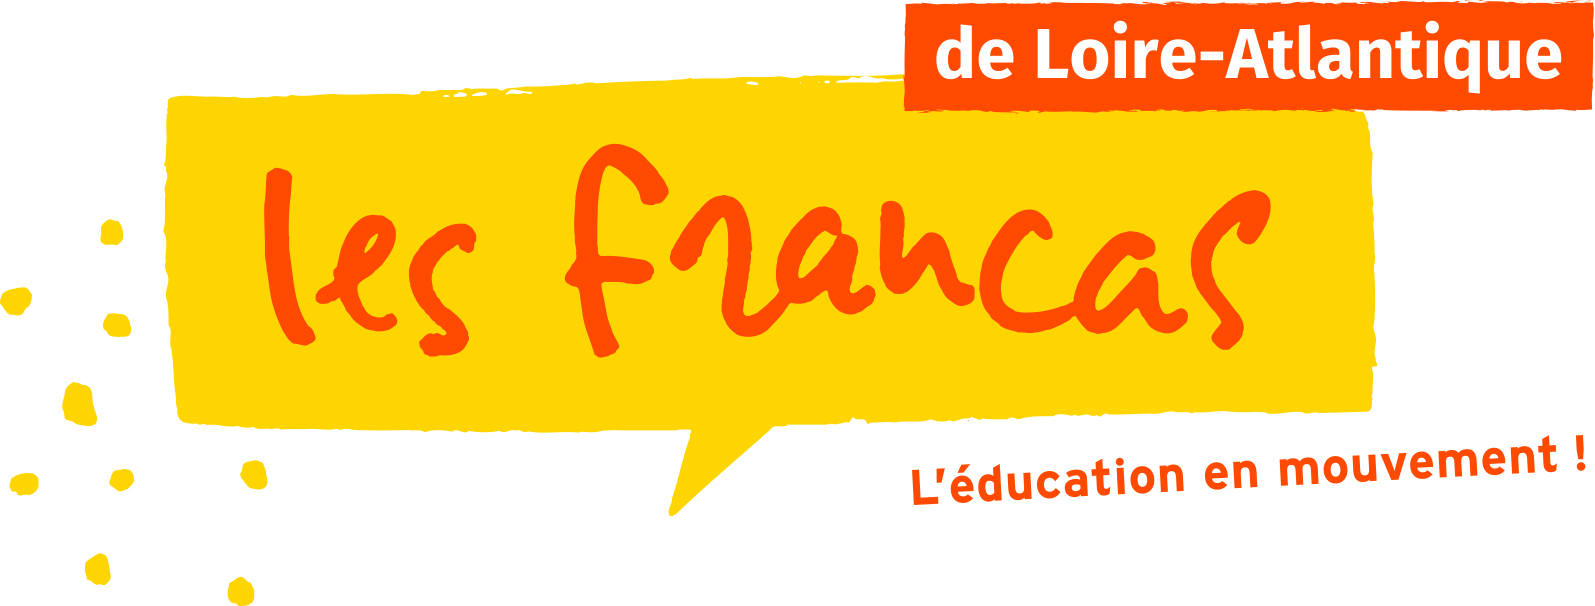 de Loire-Atlantique
les francas
L'éducation en mouvement !